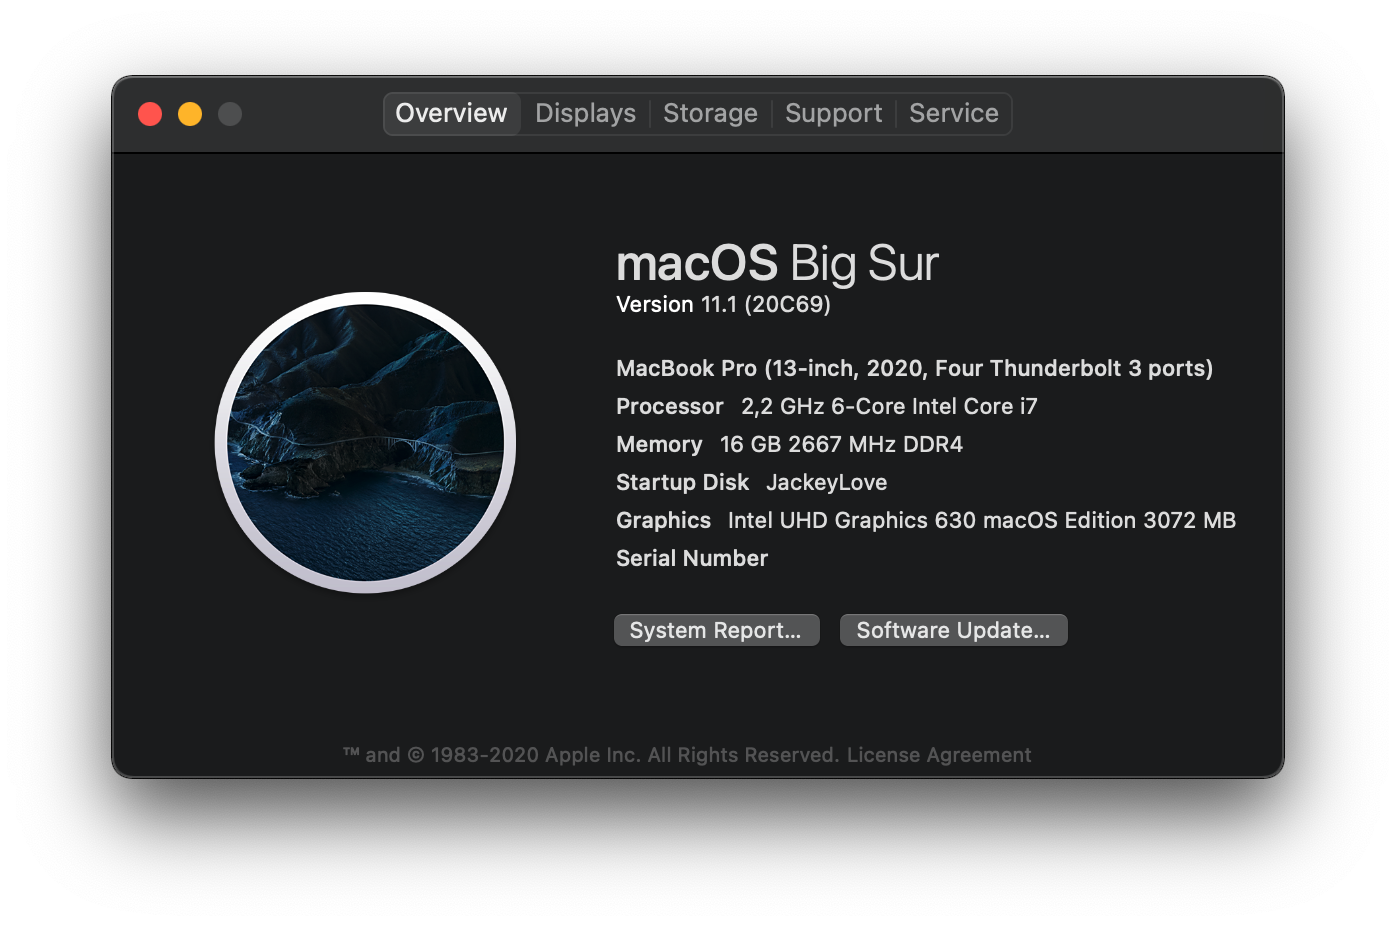 Overview Displays Storage Support Service
macOS Big Sur
Version 11.1 (20C69)
MacBook Pro (13-inch, 2020, Four Thunderbolt 3 ports)
Processor 2,2 GHz 6-Core Intel Core i7
Memory 16 GB 2667 MHz DDR4
Startup Disk JackeyLove
Graphics Intel UHD Graphics 630 macOS Edition 3072 MB
Serial Number
System Report... Software Update...
™ and © 1983-2020 Apple Inc. All Rights Reserved. License Agreement